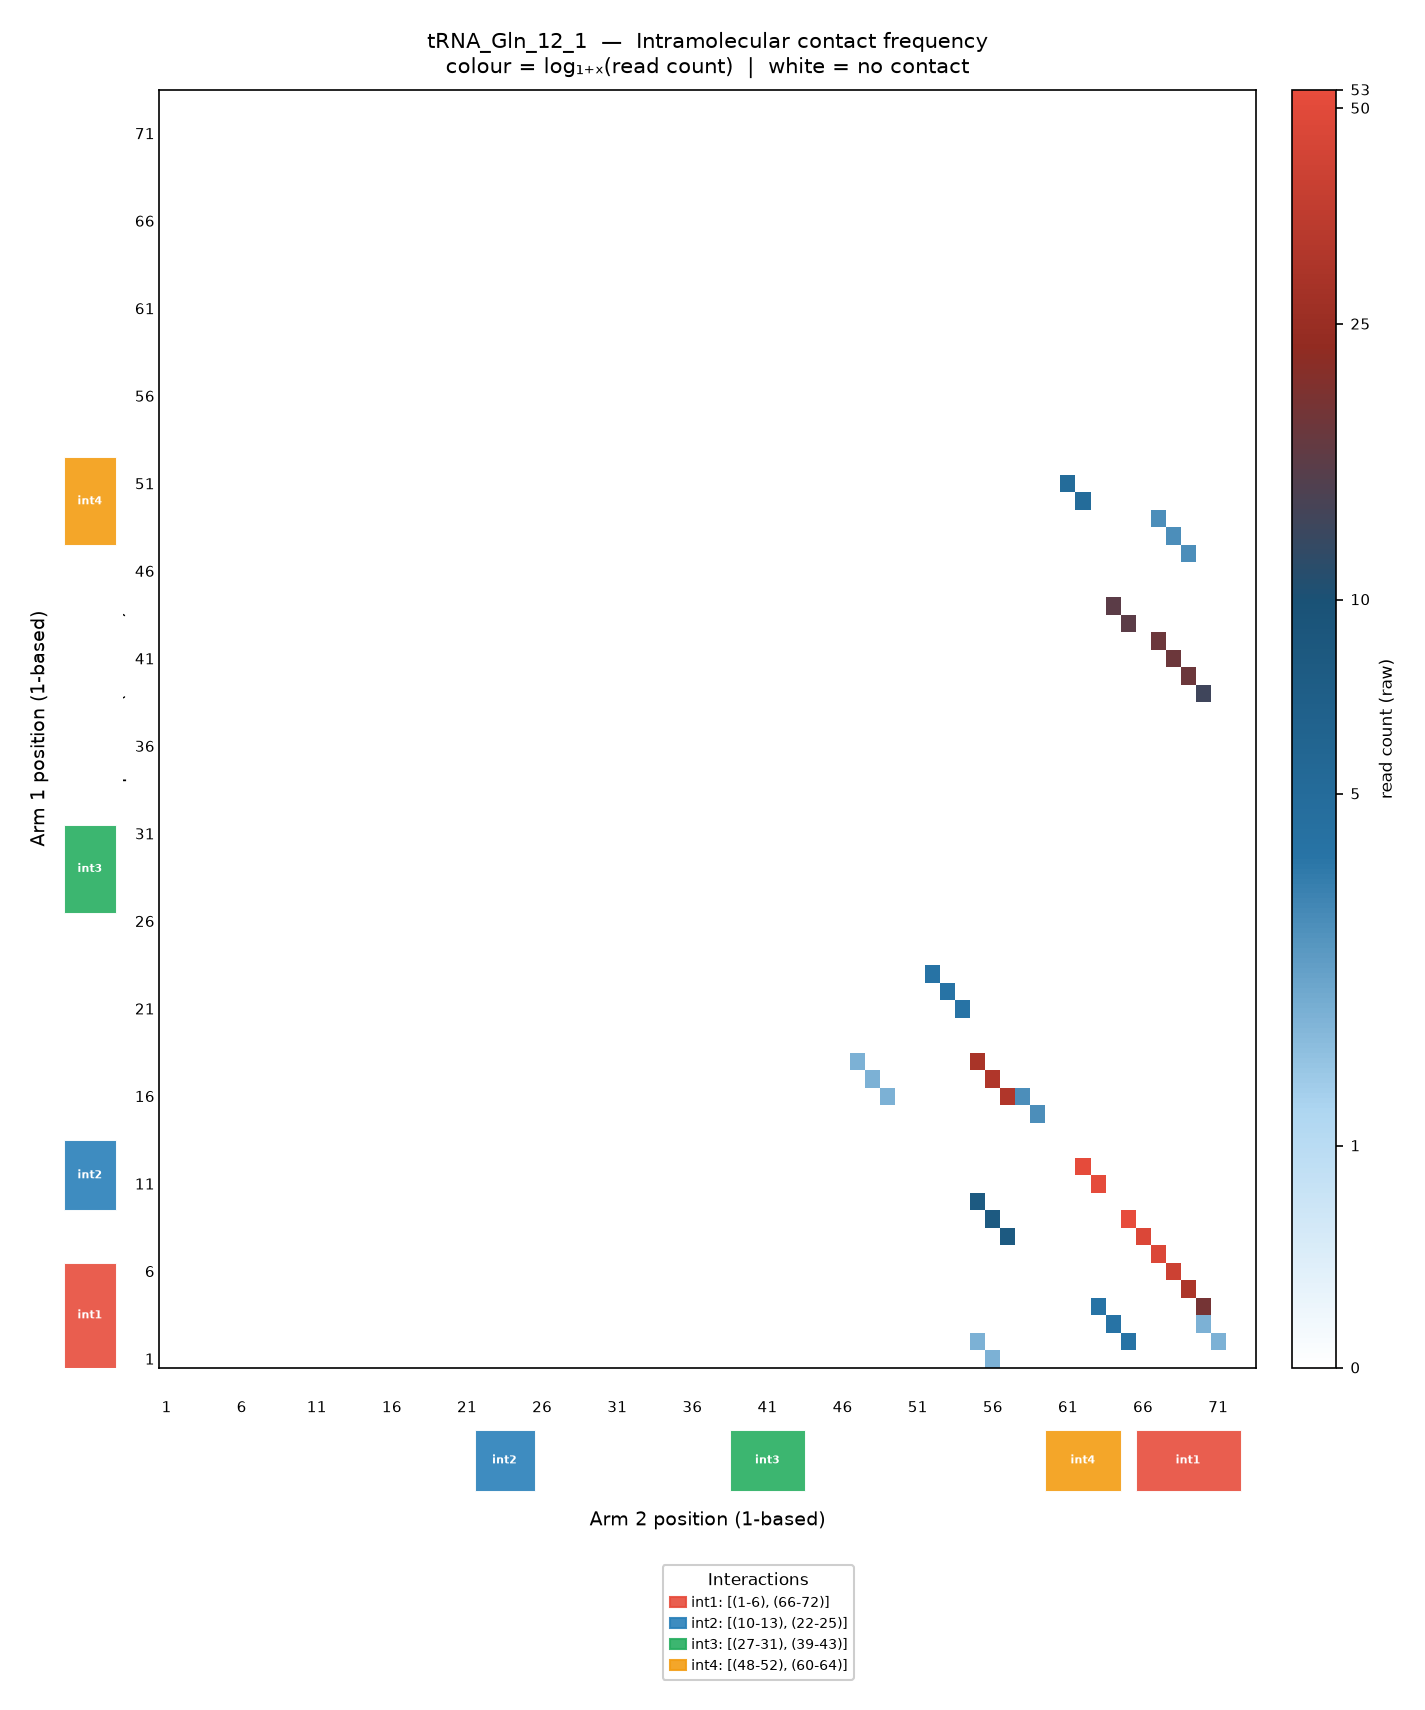 tRNA_Gln_12_1 — Intramolecular contact frequency
colour = log₁₊ₓ(read count) | white = no contact
71
66
61
56
51
46
41
36
31
26
21
16
11
6
1
int4
int3
int2
int1
Arm 1 position (1-based)
53
50
25
10
5
1
0
read count (raw)
1 6 11 16 21 26 31 36 41 46 51 56 61 66 71
int2 int3 int4 int1
Arm 2 position (1-based)
Interactions
int1: [(1-6), (66-72)]
int2: [(10-13), (22-25)]
int3: [(27-31), (39-43)]
int4: [(48-52), (60-64)]